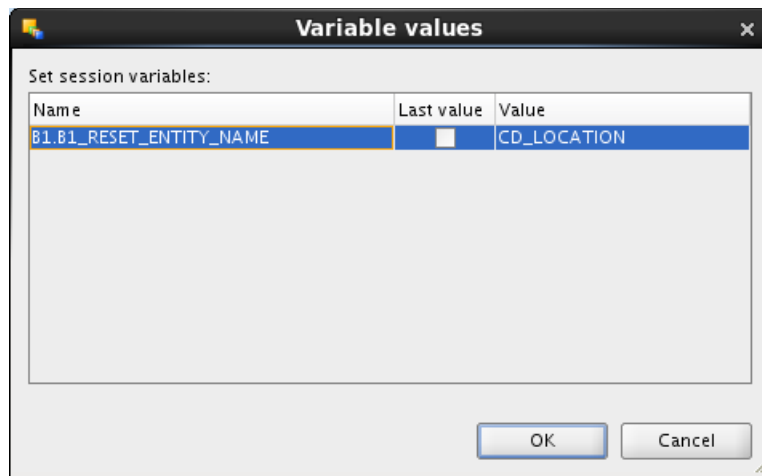 Variable values
Set session variables:
Name Last value Value
B1.B1_RESET_ENTITY_NAME CD_LOCATION
OK Cancel